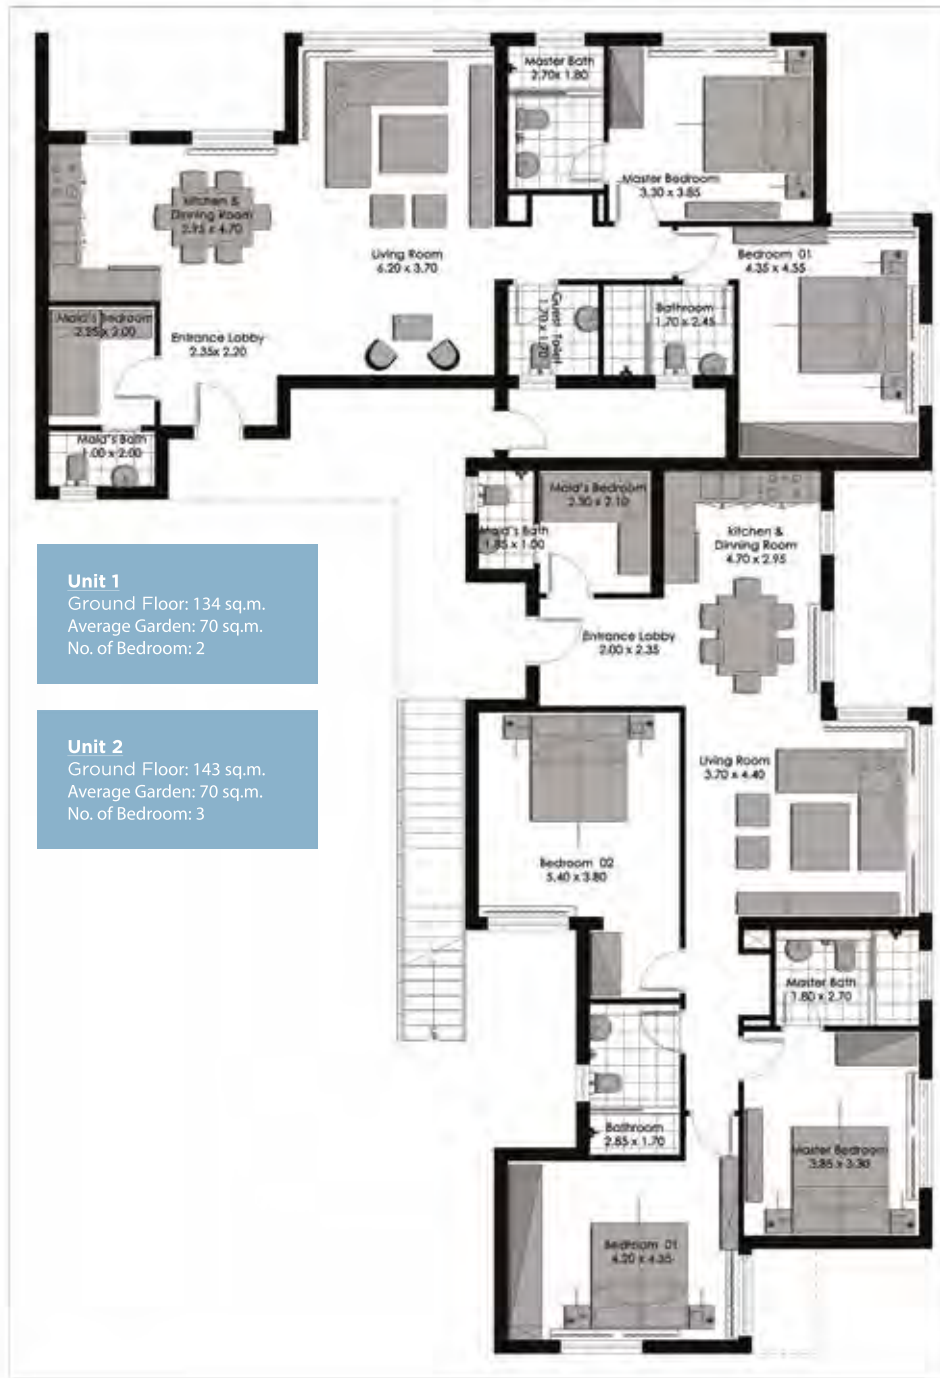 Master Bath
2.70x 1.80
Master Bedroom
3.30 x 3.85
kitchen &
Dinning Room
2.95 x 4.70
Living Room
6.20 x 3.70
Bedroom 01
4.35 x 4.55
Maid's Bedroom
2.25x 2.00
Entrance Lobby
2.35x 2.20
Guest Toilet
1.70 x 1.70
Bathroom
1.70 x 2.45
Maid's Bath
1.00 x 2.00
Maid's Bedroom
2.30 x 2.10
Maid's Bath
1.85 x 1.00
kitchen &
Dinning Room
4.70 x 2.95
Entrance Lobby
2.00 x 2.35
Unit 1
Ground Floor: 134 sq.m.
Average Garden: 70 sq.m.
No. of Bedroom: 2
Unit 2
Ground Floor: 143 sq.m.
Average Garden: 70 sq.m.
No. of Bedroom: 3
Living Room
3.70 x 4.40
Bedroom 02
5.40 x 3.80
Master Bath
1.80 x 2.70
Bathroom
2.85 x 1.70
Master Bedroom
3.85 x 3.30
Bedroom 01
4.20 x 4.35